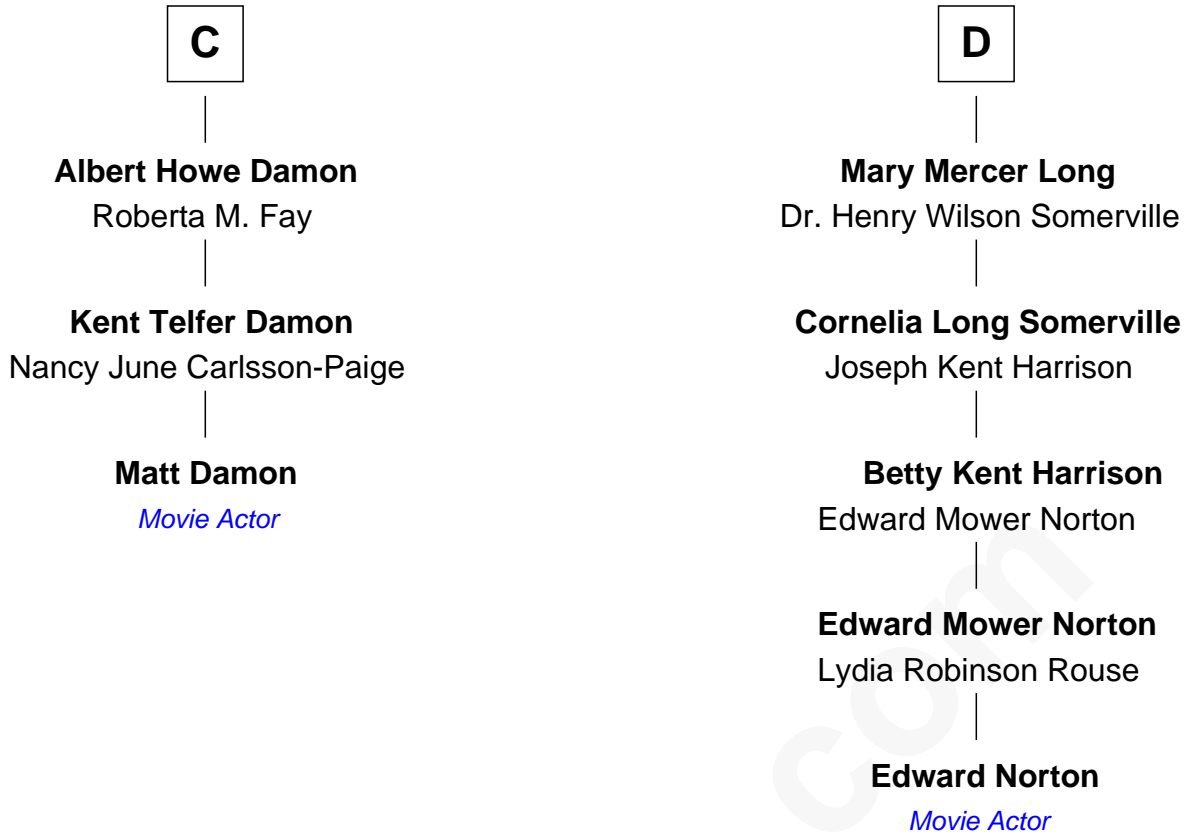 C
Albert Howe Damon
Roberta M. Fay
Kent Telfer Damon
Nancy June Carlsson-Paige
Matt Damon
Movie Actor
D
Mary Mercer Long
Dr. Henry Wilson Somerville
Cornelia Long Somerville
Joseph Kent Harrison
Betty Kent Harrison
Edward Mower Norton
Edward Mower Norton
Lydia Robinson Rouse
Edward Norton
Movie Actor
com